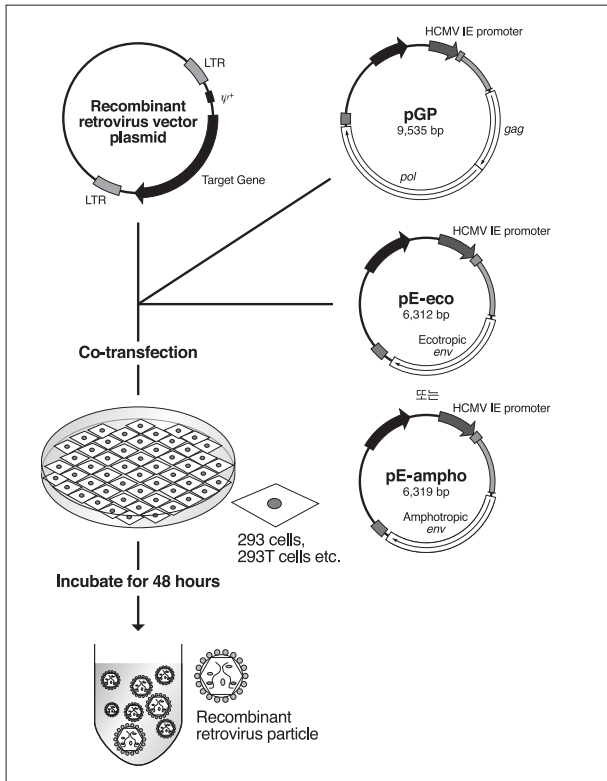 LTR
ψ+
Recombinant
retrovirus vector
plasmid
Target Gene
LTR
HCMV IE promoter
pGP
9,535 bp
gag
pol
HCMV IE promoter
pE-eco
6,312 bp
Ecotropic
env
또는
HCMV IE promoter
pE-ampho
6,319 bp
Amphotropic
env
Co-transfection
293 cells,
293T cells etc.
Incubate for 48 hours
Recombinant
retrovirus particle